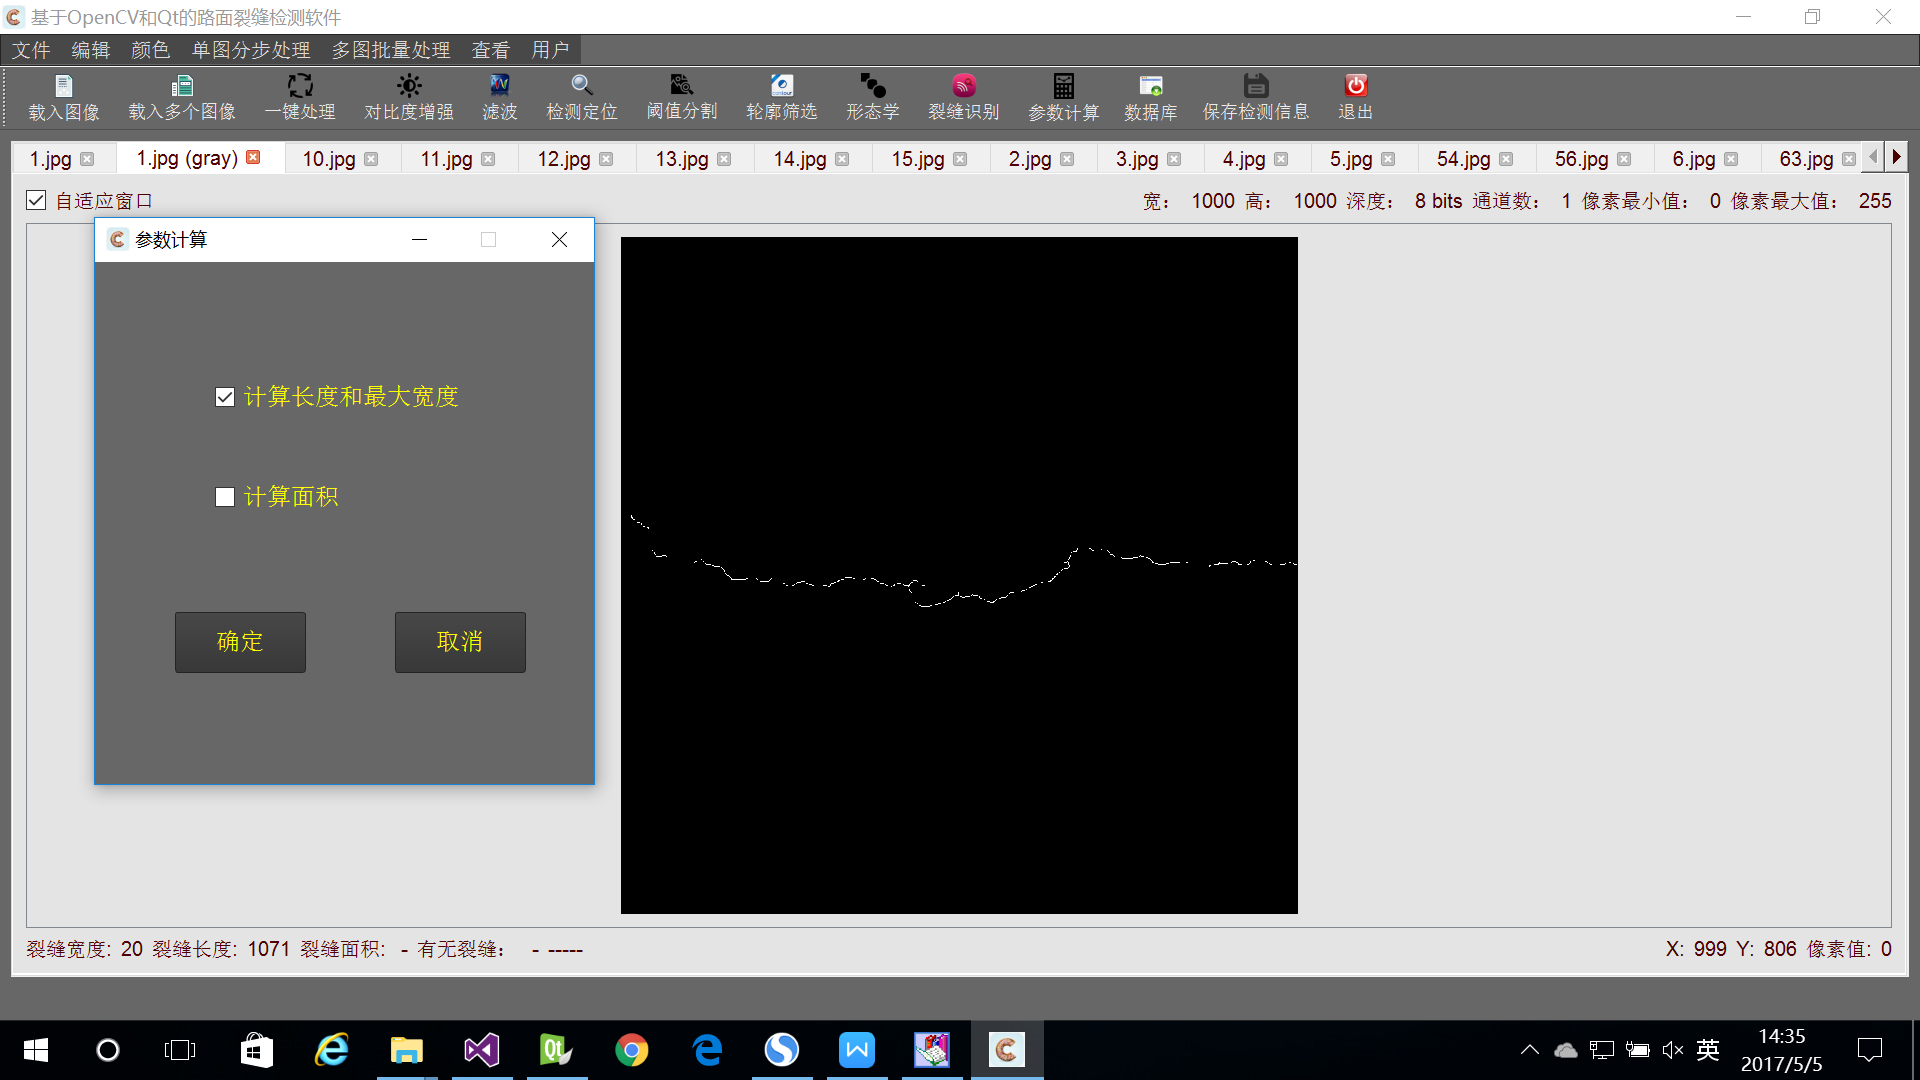 基于OpenCV和Qt的路面裂缝检测软件
文件 编辑 颜色 单图分步处理 多图批量处理 查看 用户
载入图像 载入多个图像 一键处理 对比度增强 滤波 检测定位 阈值分割 轮廓筛选 形态学 裂缝识别 参数计算 数据库 保存检测信息 退出
1.jpg 1.jpg (gray) 10.jpg 11.jpg 12.jpg 13.jpg 14.jpg 15.jpg 2.jpg 3.jpg 4.jpg 5.jpg 54.jpg 56.jpg 6.jpg 63.jpg
自适应窗口 宽： 1000 高： 1000 深度： 8 bits 通道数： 1 像素最小值： 0 像素最大值： 255
参数计算
计算长度和最大宽度
计算面积
确定 取消
裂缝宽度: 20 裂缝长度: 1071 裂缝面积: - 有无裂缝： - -----
X: 999 Y: 806 像素值: 0
英
14:35
2017/5/5